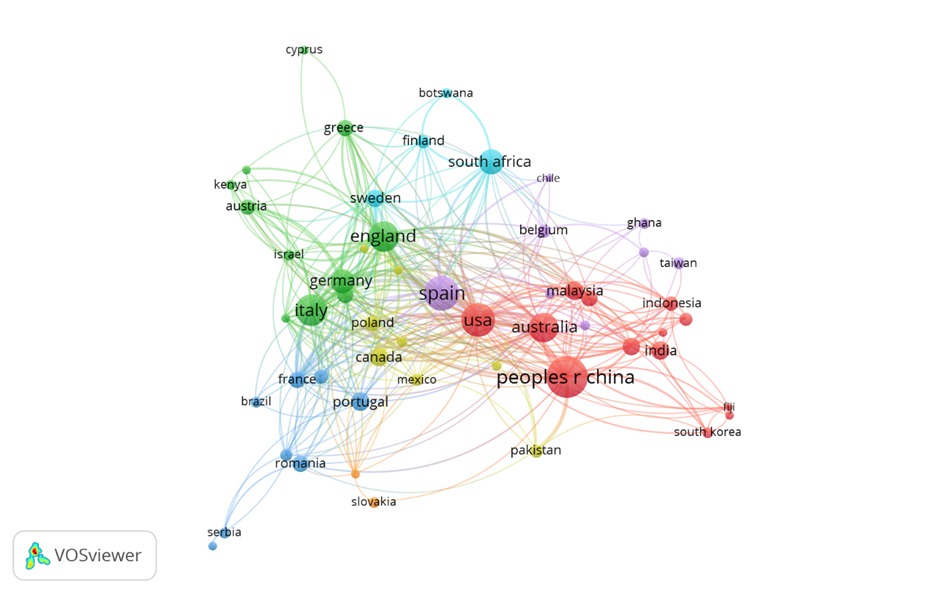 cyprus
botswana
greece
finland
south africa
chile
kenya
sweden
austria
ghana
belgium
england
israel
taiwan
germany
spain
malaysia
indonesia
italy
poland
usa
australia
india
canada
mexico
peoples r china
france
brazil
portugal
fiji
south korea
pakistan
romania
slovakia
serbia
VOSviewer